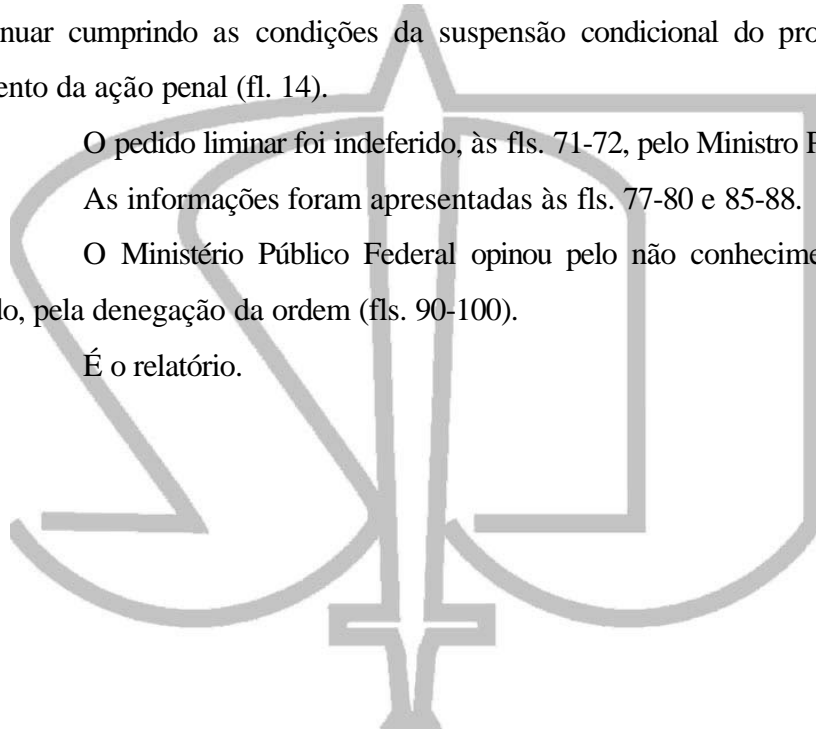 nuar cumprindo as condições da suspensão condicional do pro
ento da ação penal (fl. 14).
O pedido liminar foi indeferido, às fls. 71-72, pelo Ministro
As informações foram apresentadas às fls. 77-80 e 85-88.
O Ministério Público Federal opinou pelo não conhecime
do, pela denegação da ordem (fls. 90-100).
É o relatório.